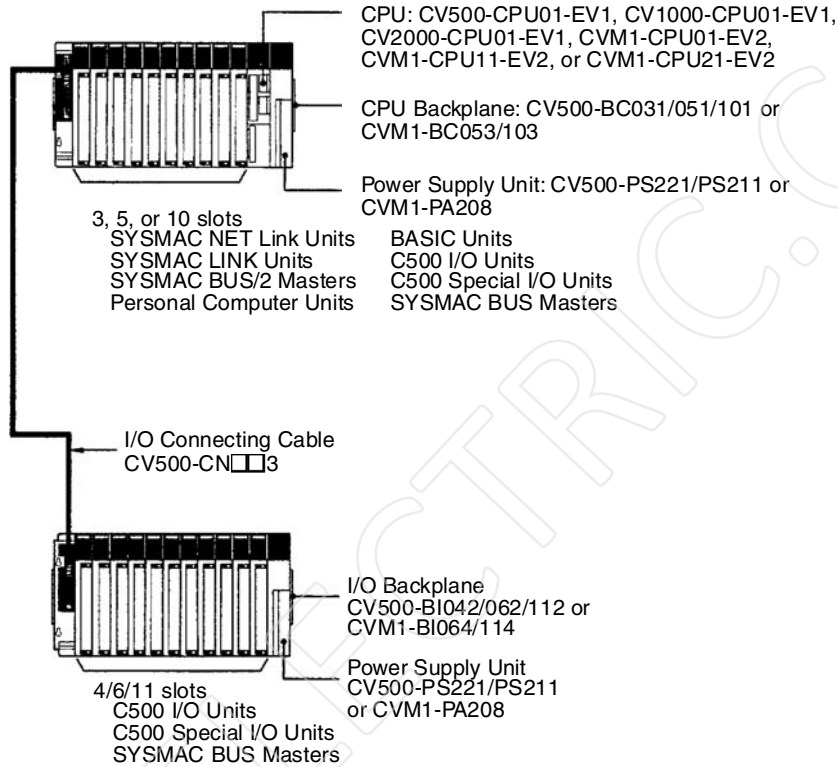 CPU: CV500-CPU01-EV1, CV1000-CPU01-EV1,
CV2000-CPU01-EV1, CVM1-CPU01-EV2,
CVM1-CPU11-EV2, or CVM1-CPU21-EV2
CPU Backplane: CV500-BC031/051/101 or
CVM1-BC053/103
Power Supply Unit: CV500-PS221/PS211 or
CVM1-PA208
3, 5, or 10 slots
SYSMAC NET Link Units
SYSMAC LINK Units
SYSMAC BUS/2 Masters
Personal Computer Units
BASIC Units
C500 I/O Units
C500 Special I/O Units
SYSMAC BUS Masters
I/O Connecting Cable
CV500-CN□□3
I/O Backplane
CV500-BI042/062/112 or
CVM1-BI064/114
Power Supply Unit
CV500-PS221/PS211
or CVM1-PA208
4/6/11 slots
C500 I/O Units
C500 Special I/O Units
SYSMAC BUS Masters
ELECTRIC.C